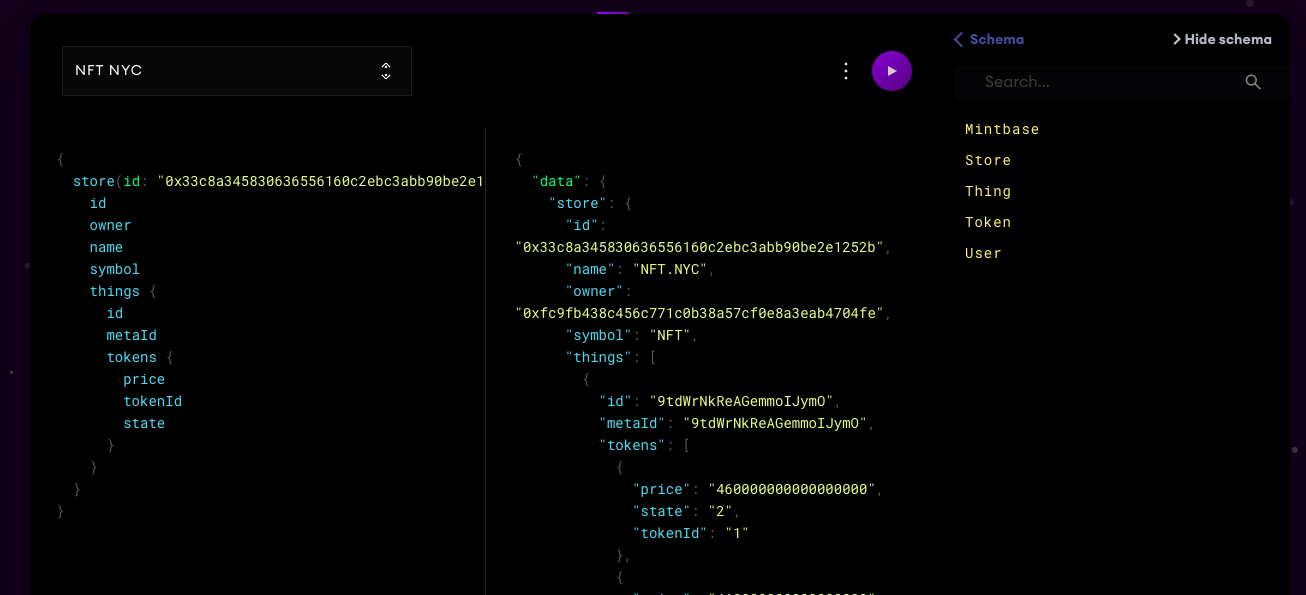 NFT NYC
{
store(id: "0x33c8a345830636556160c2ebc3abb90be2e1
id
owner
name
symbol
things {
id
metaId
tokens {
price
tokenId
state
}
}
}
}
{
"data": {
"store": {
"id":
"0x33c8a345830636556160c2ebc3abb90be2e1252b",
"name": "NFT.NYC",
"owner":
"0xfc9fb438c456c771c0b38a57cf0e8a3eab4704fe",
"symbol": "NFT",
"things": [
{
"id": "9tdWrNkReAGemmoIJymO",
"metaId": "9tdWrNkReAGemmoIJymO",
"tokens": [
{
"price": "460000000000000000",
"state": "2",
"tokenId": "1"
},
{
Schema
Hide schema
Search...
Mintbase
Store
Thing
Token
User